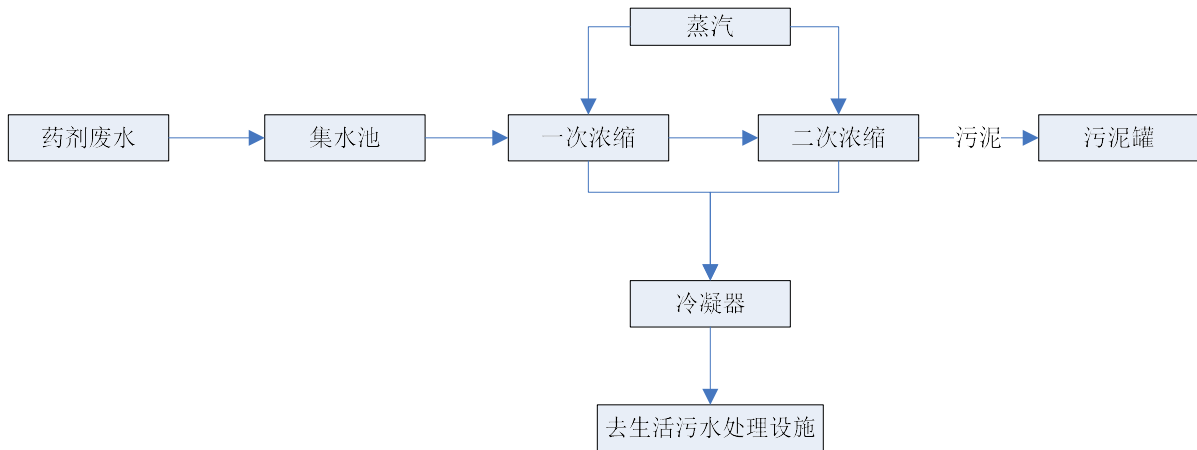 蒸汽
药剂废水
集水池
一次浓缩
二次浓缩
污泥
污泥罐
冷凝器
去生活污水处理设施